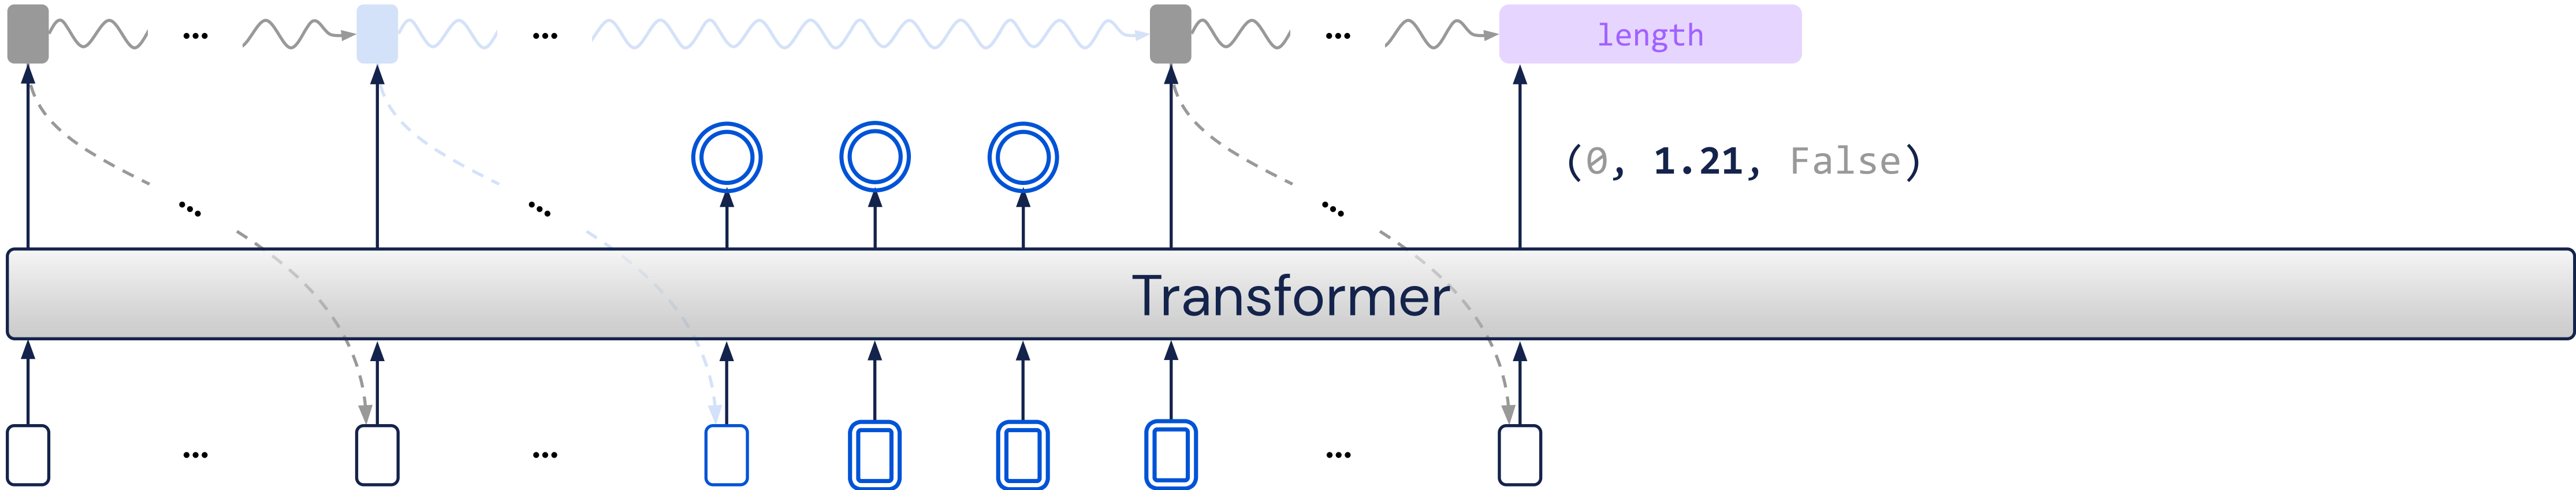 length
(0, 1.21, False)
Transformer